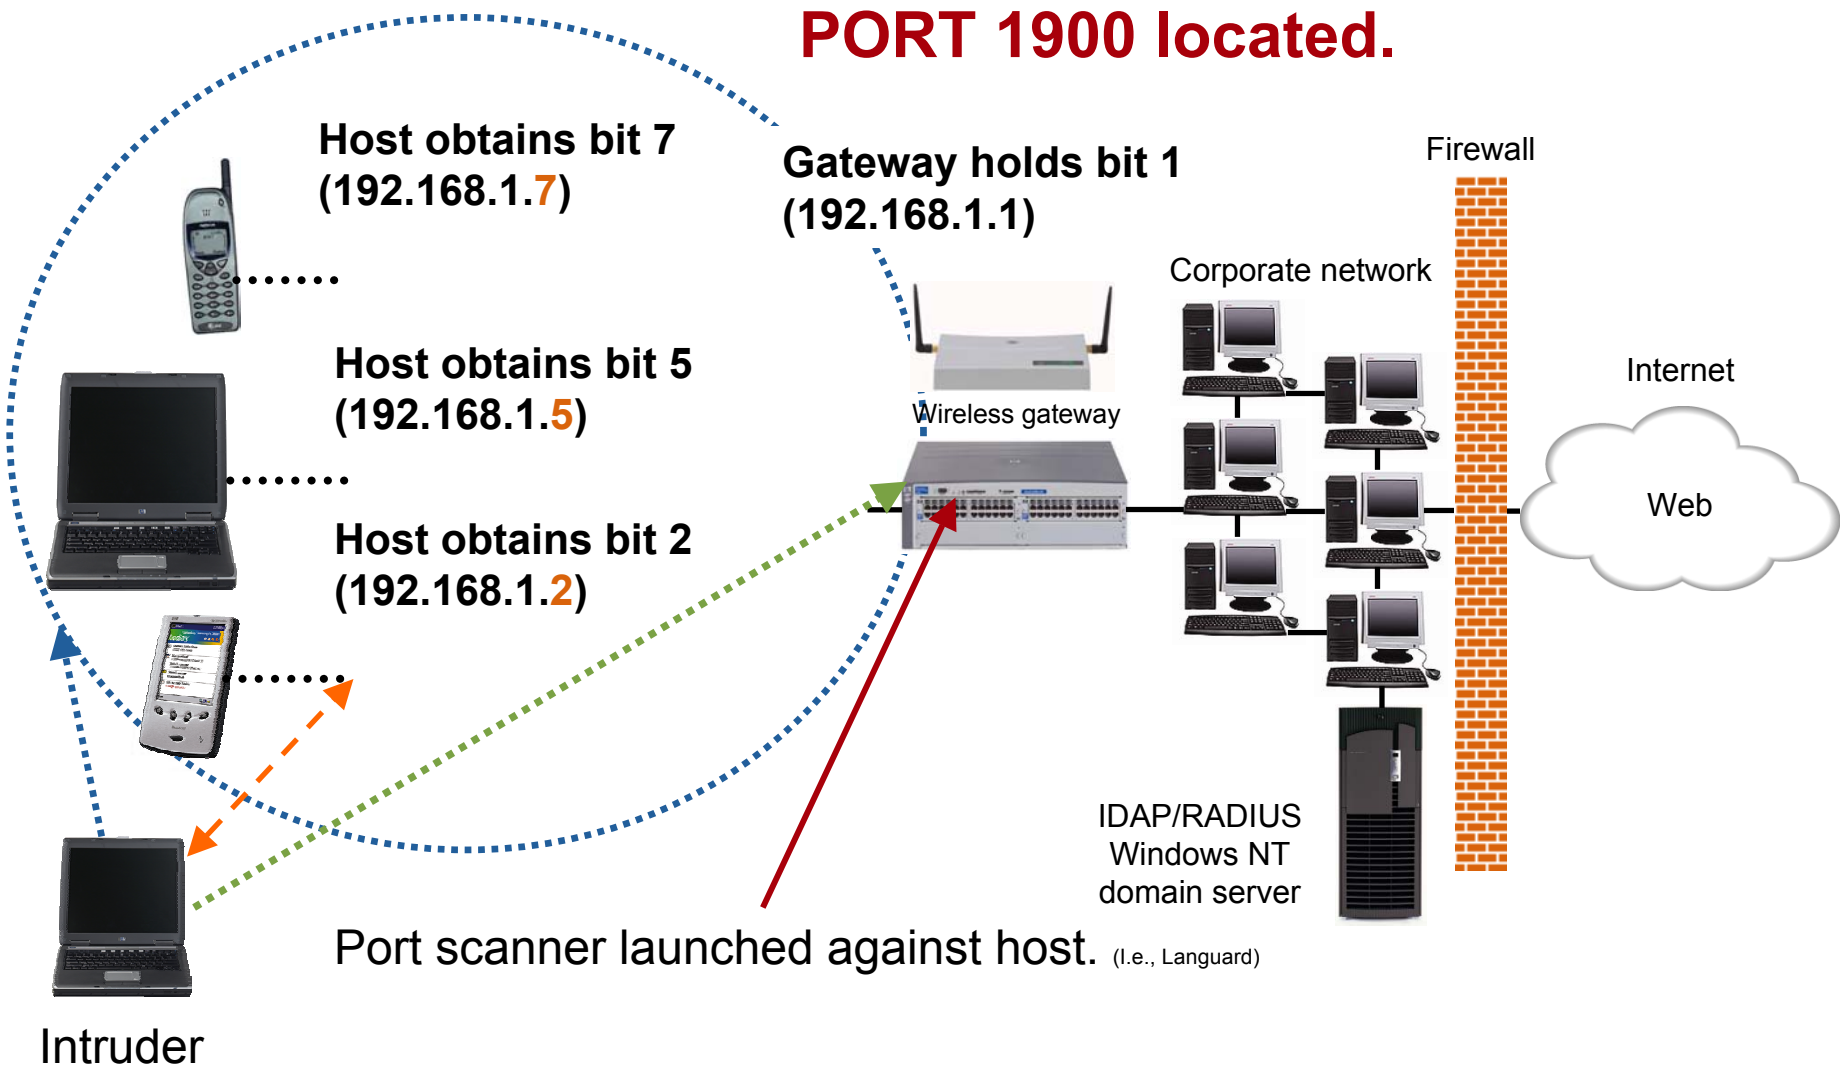 PORT 1900 located.
Host obtains bit 7
(192.168.1.7)
Gateway holds bit 1
(192.168.1.1)
Firewall
Corporate network
Host obtains bit 5
(192.168.1.5)
Wireless gateway
Internet
Web
Host obtains bit 2
(192.168.1.2)
IDAP/RADIUS
Windows NT
domain server
Port scanner launched against host. (I.e., Languard)
Intruder